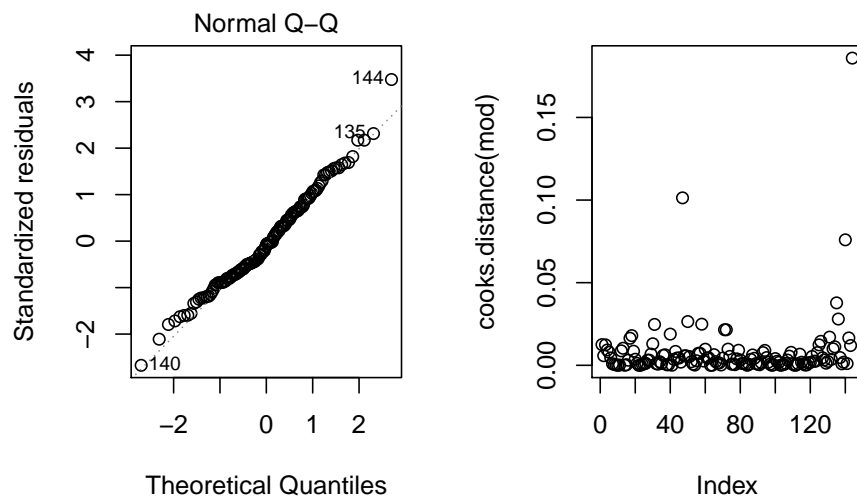 Normal Q−Q
Standardized residuals
4
3
2
1
0
−2
144
135
140
−2 0 1 2
Theoretical Quantiles
cooks.distance(mod)
0.15
0.10
0.05
0.00
0 40 80 120
Index